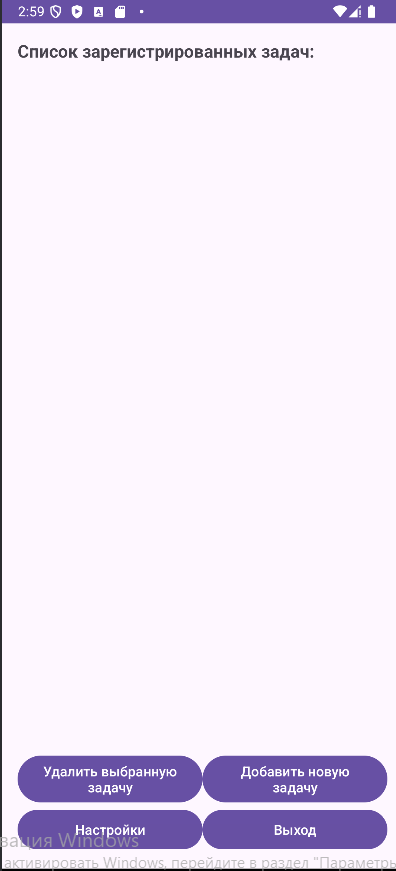 2:59
Список зарегистрированных задач:
Удалить выбранную
задачу
Добавить новую
задачу
Настройки
Выход
вация Windows
активировать Windows, перейдите в раздел "Параметры